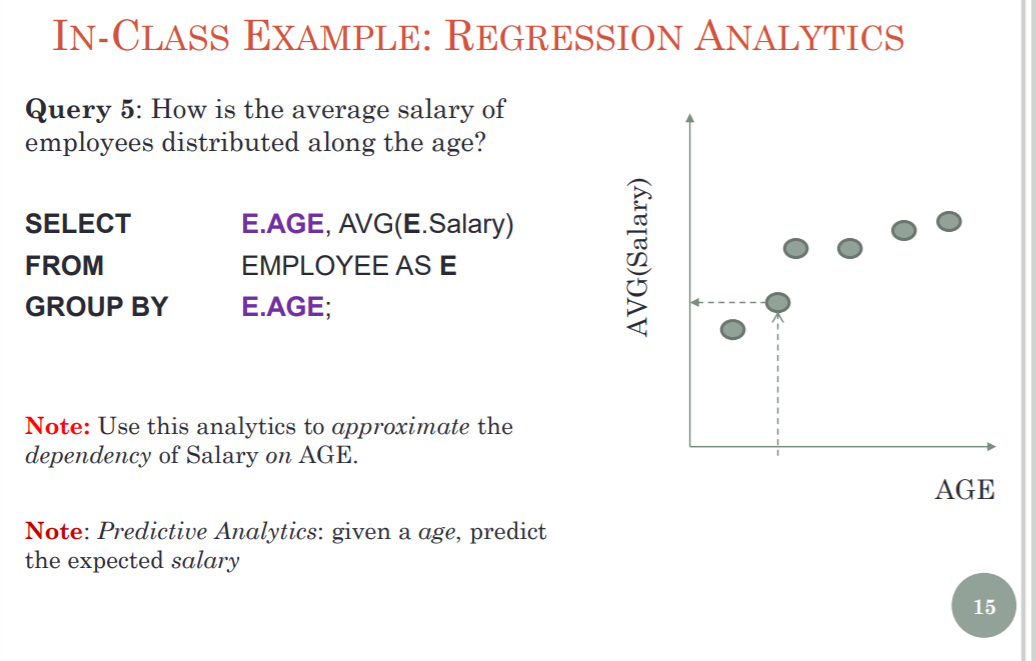 IN-CLASS EXAMPLE: REGRESSION ANALYTICS
Query 5: How is the average salary of
employees distributed along the age?
SELECT E.AGE, AVG(E.Salary)
FROM EMPLOYEE AS E
GROUP BY E.AGE;
Note: Use this analytics to approximate the
dependency of Salary on AGE.
Note: Predictive Analytics: given a age, predict
the expected salary
AVG(Salary)
AGE
15